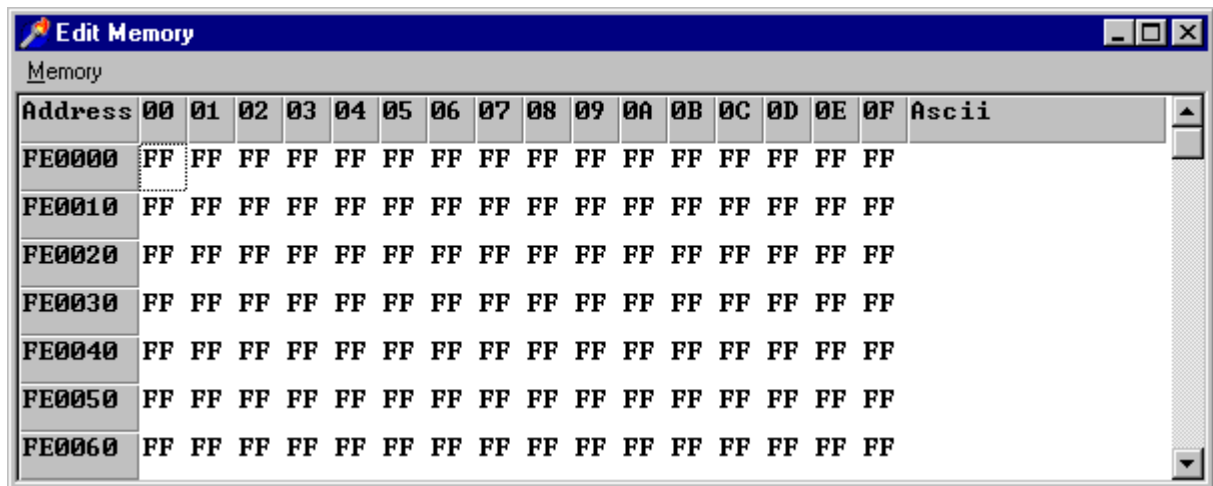 Edit Memory
Memory
Address 00 01 02 03 04 05 06 07 08 09 0A 0B 0C 0D 0E 0F Ascii
FE0000 FF FF FF FF FF FF FF FF FF FF FF FF FF FF FF FF
FE0010 FF FF FF FF FF FF FF FF FF FF FF FF FF FF FF FF
FE0020 FF FF FF FF FF FF FF FF FF FF FF FF FF FF FF FF
FE0030 FF FF FF FF FF FF FF FF FF FF FF FF FF FF FF FF
FE0040 FF FF FF FF FF FF FF FF FF FF FF FF FF FF FF FF
FE0050 FF FF FF FF FF FF FF FF FF FF FF FF FF FF FF FF
FE0060 FF FF FF FF FF FF FF FF FF FF FF FF FF FF FF FF